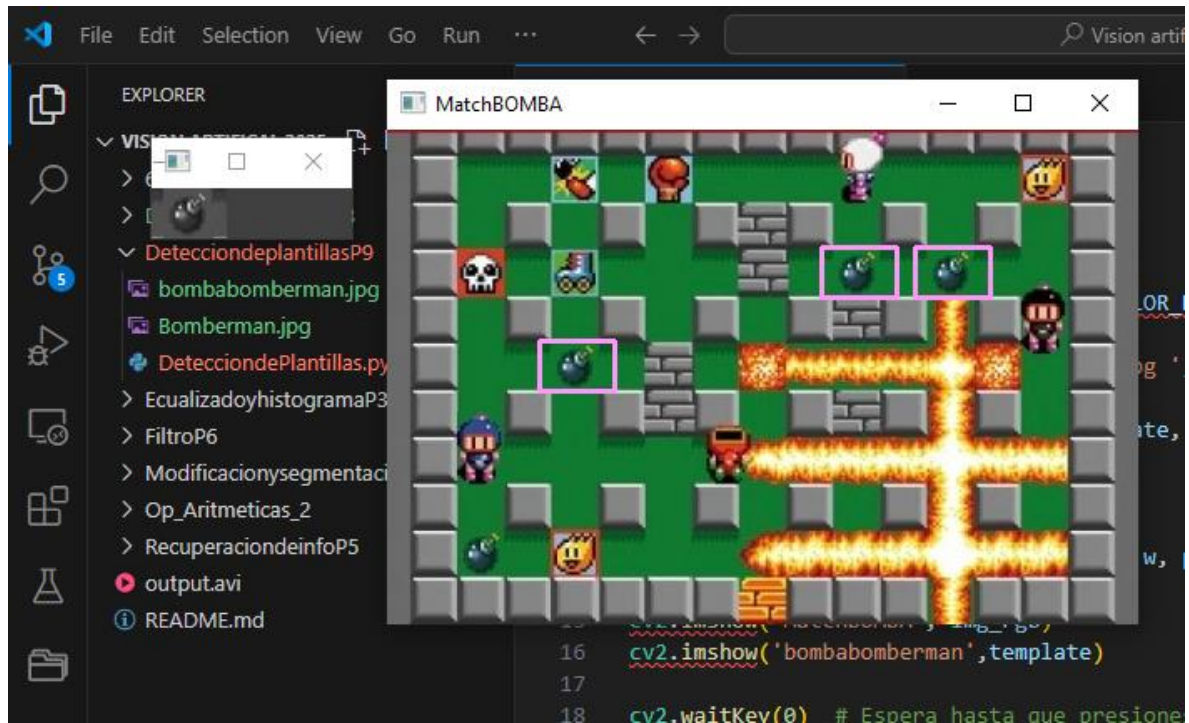 File Edit Selection View Go Run ··· Vision artif
EXPLORER
MatchBOMBA
DetecciondeplantillasP9
bombabomberman.jpg
Bomberman.jpg
DetecciondePlantillas.py
EcualizadoyhistogramaP3
FiltroP6
Modificacionysegmentaci
Op_Aritmeticas_2
RecuperaciondeinfoP5
output.avi
README.md
5
16 cv2.imshow('bombabomberman',template)
17
18 cv2.waitKey(0) # Espera hasta que presione